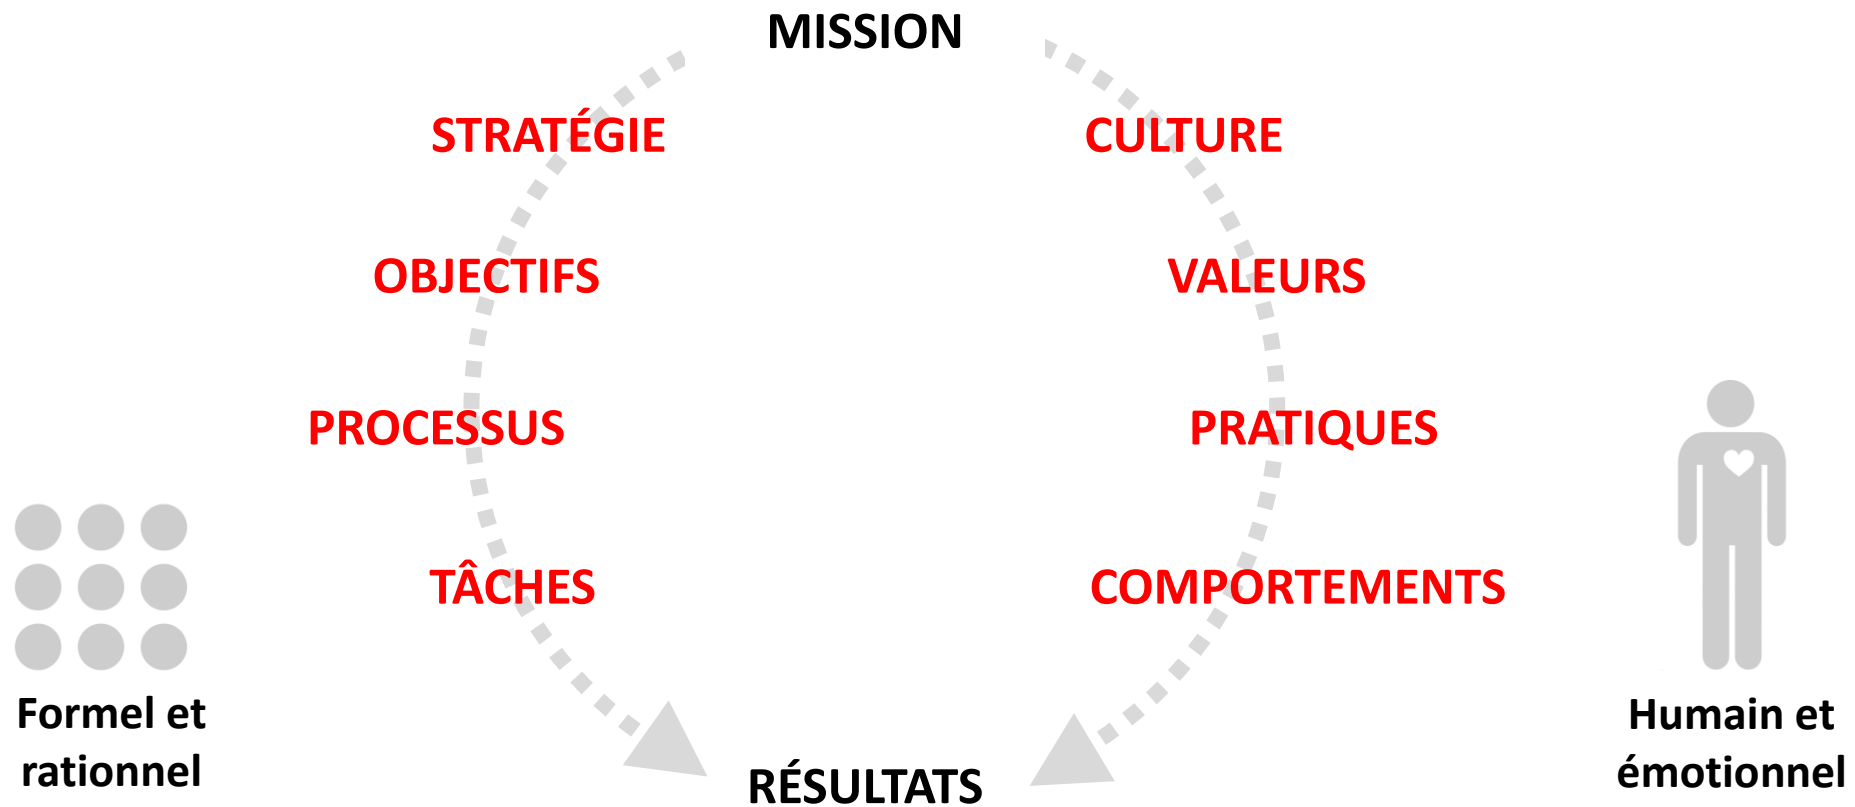 MISSION
STRATÉGIE
CULTURE
OBJECTIFS
VALEURS
PROCESSUS
PRATIQUES
TÂCHES
COMPORTEMENTS
Formel et
rationnel
Humain et
émotionnel
RÉSULTATS